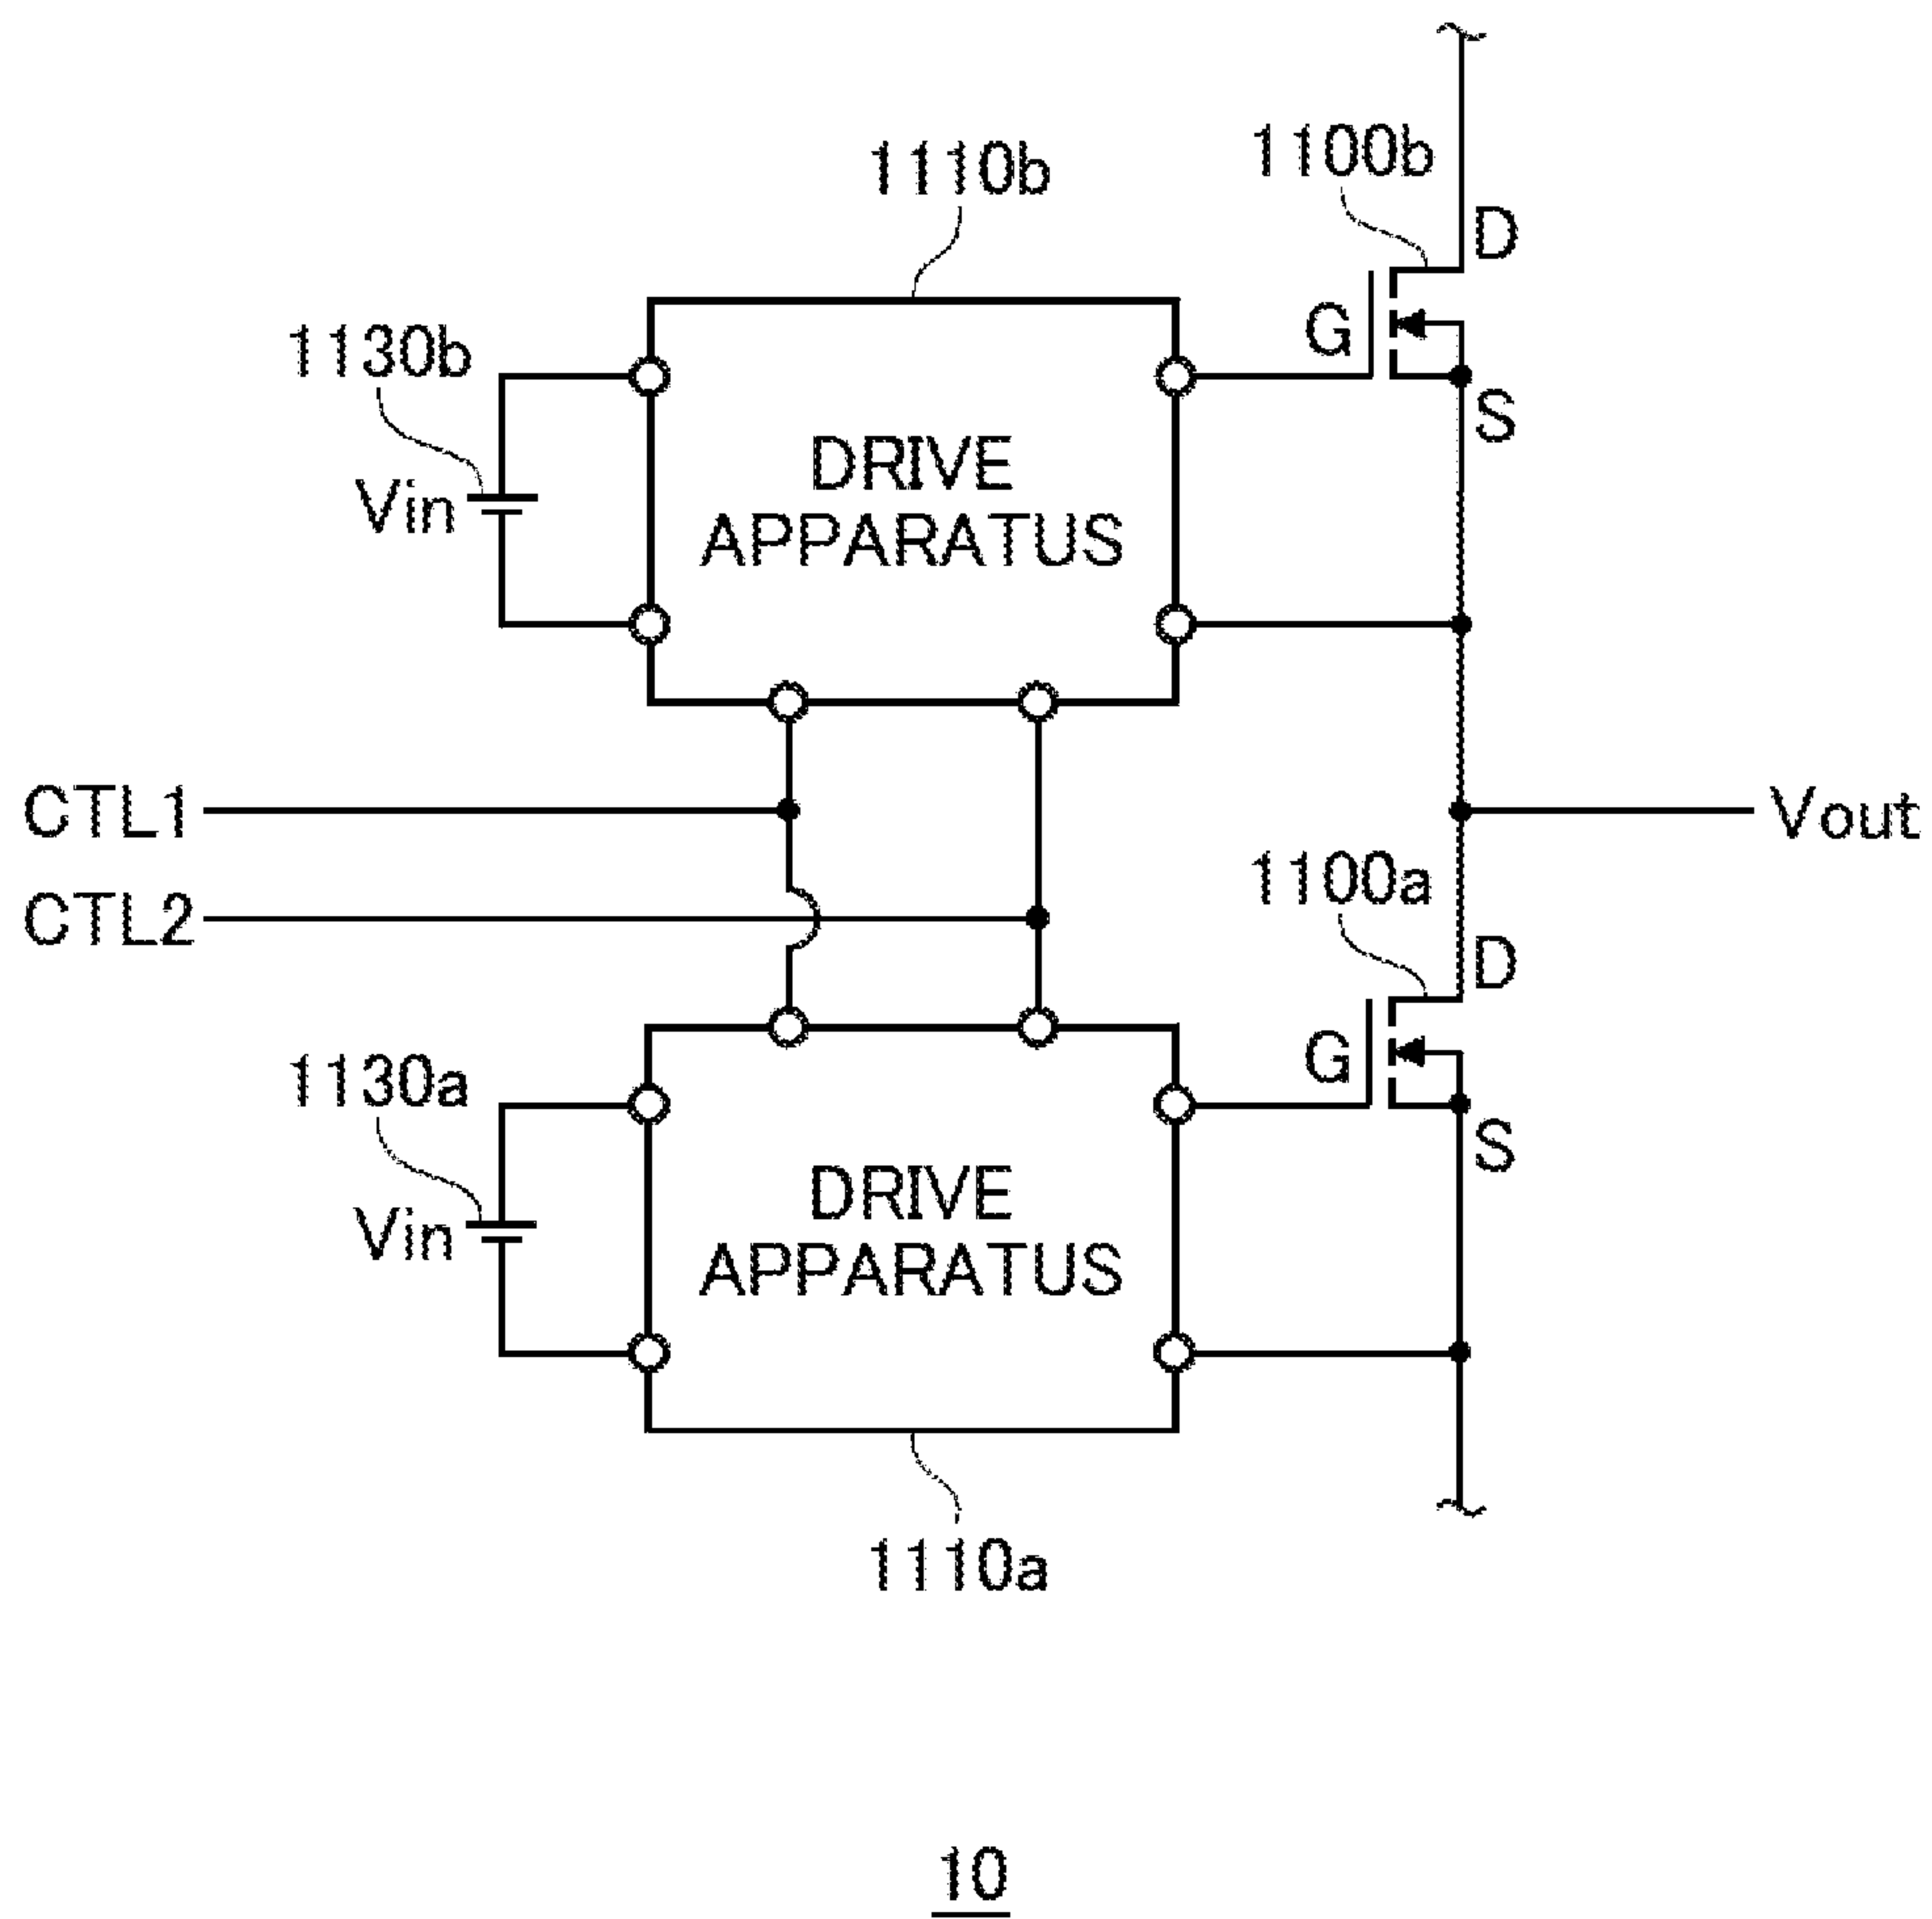 1110b
1100b
D
1130b
G
S
Vin
DRIVE
APPARATUS
CTL1
Vout
CTL2
1100a
D
1130a
G
S
Vin
DRIVE
APPARATUS
1110a
10